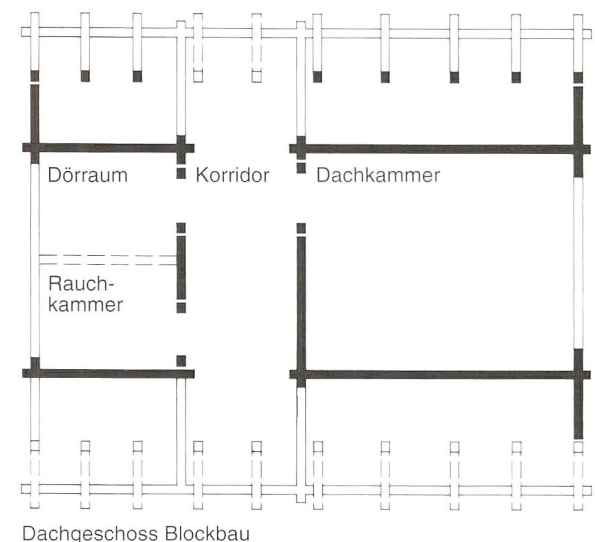 Dörraum
Korridor
Dachkammer
Rauch-
kammer
Dachgeschoss Blockbau